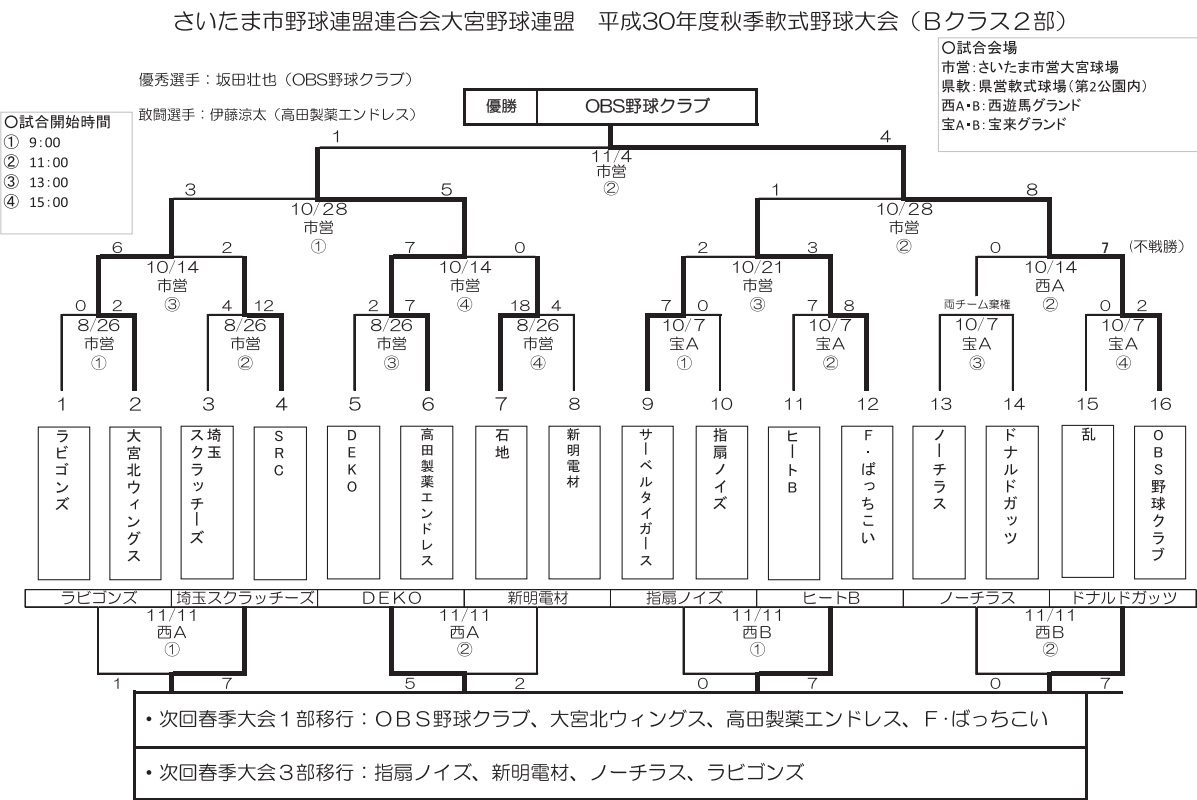 さいたま市野球連盟連合会大宮野球連盟　平成30年度秋季軟式野球大会（Bクラス2部）
○試合会場
市営：さいたま市営大宮球場
県軟：県営軟式球場（第2公園内）
西A・B：西遊馬グランド
宝A・B：宝来グランド
優秀選手：坂田壮也（OBS野球クラブ）
敢闘選手：伊藤涼太（高田製薬エンドレス）
優勝　OBS野球クラブ
○試合開始時間
① 9：00
② 11：00
③ 13：00
④ 15：00
1　4
11/4
市営
②
3　5　1　8
10/28　10/28
市営　市営
①　②
6　2　7　0　2　3　0　7　（不戦勝）
10/14　10/14　10/21　10/14
市営　市営　市営　西A
③　④　③　②
0　2　4　12　2　7　18　4　7　0　7　8　両チーム棄権　0　2
8/26　8/26　8/26　8/26　10/7　10/7　10/7　10/7
市営　市営　市営　市営　宝A　宝A　宝A　宝A
①　②　③　④　①　②　③　④
1　2　3　4　5　6　7　8　9　10　11　12　13　14　15　16
ラビゴンズ
大宮北ウィングス
埼玉
スクラッチーズ
SRC
DEKO
高田製薬エンドレス
石地
新明電材
サーベルタイガース
指扇ノイズ
ヒートB
F・ばっちこい
ノーチラス
ドナルドガッツ
乱
OBS野球クラブ
ラビゴンズ　埼玉スクラッチーズ　DEKO　新明電材　指扇ノイズ　ヒートB　ノーチラス　ドナルドガッツ
11/11　11/11　11/11　11/11
西A　西A　西B　西B
①　②　①　②
1　7　5　2　0　7　0　7
・次回春季大会1部移行：OBS野球クラブ、大宮北ウィングス、高田製薬エンドレス、F・ばっちこい
・次回春季大会3部移行：指扇ノイズ、新明電材、ノーチラス、ラビゴンズ